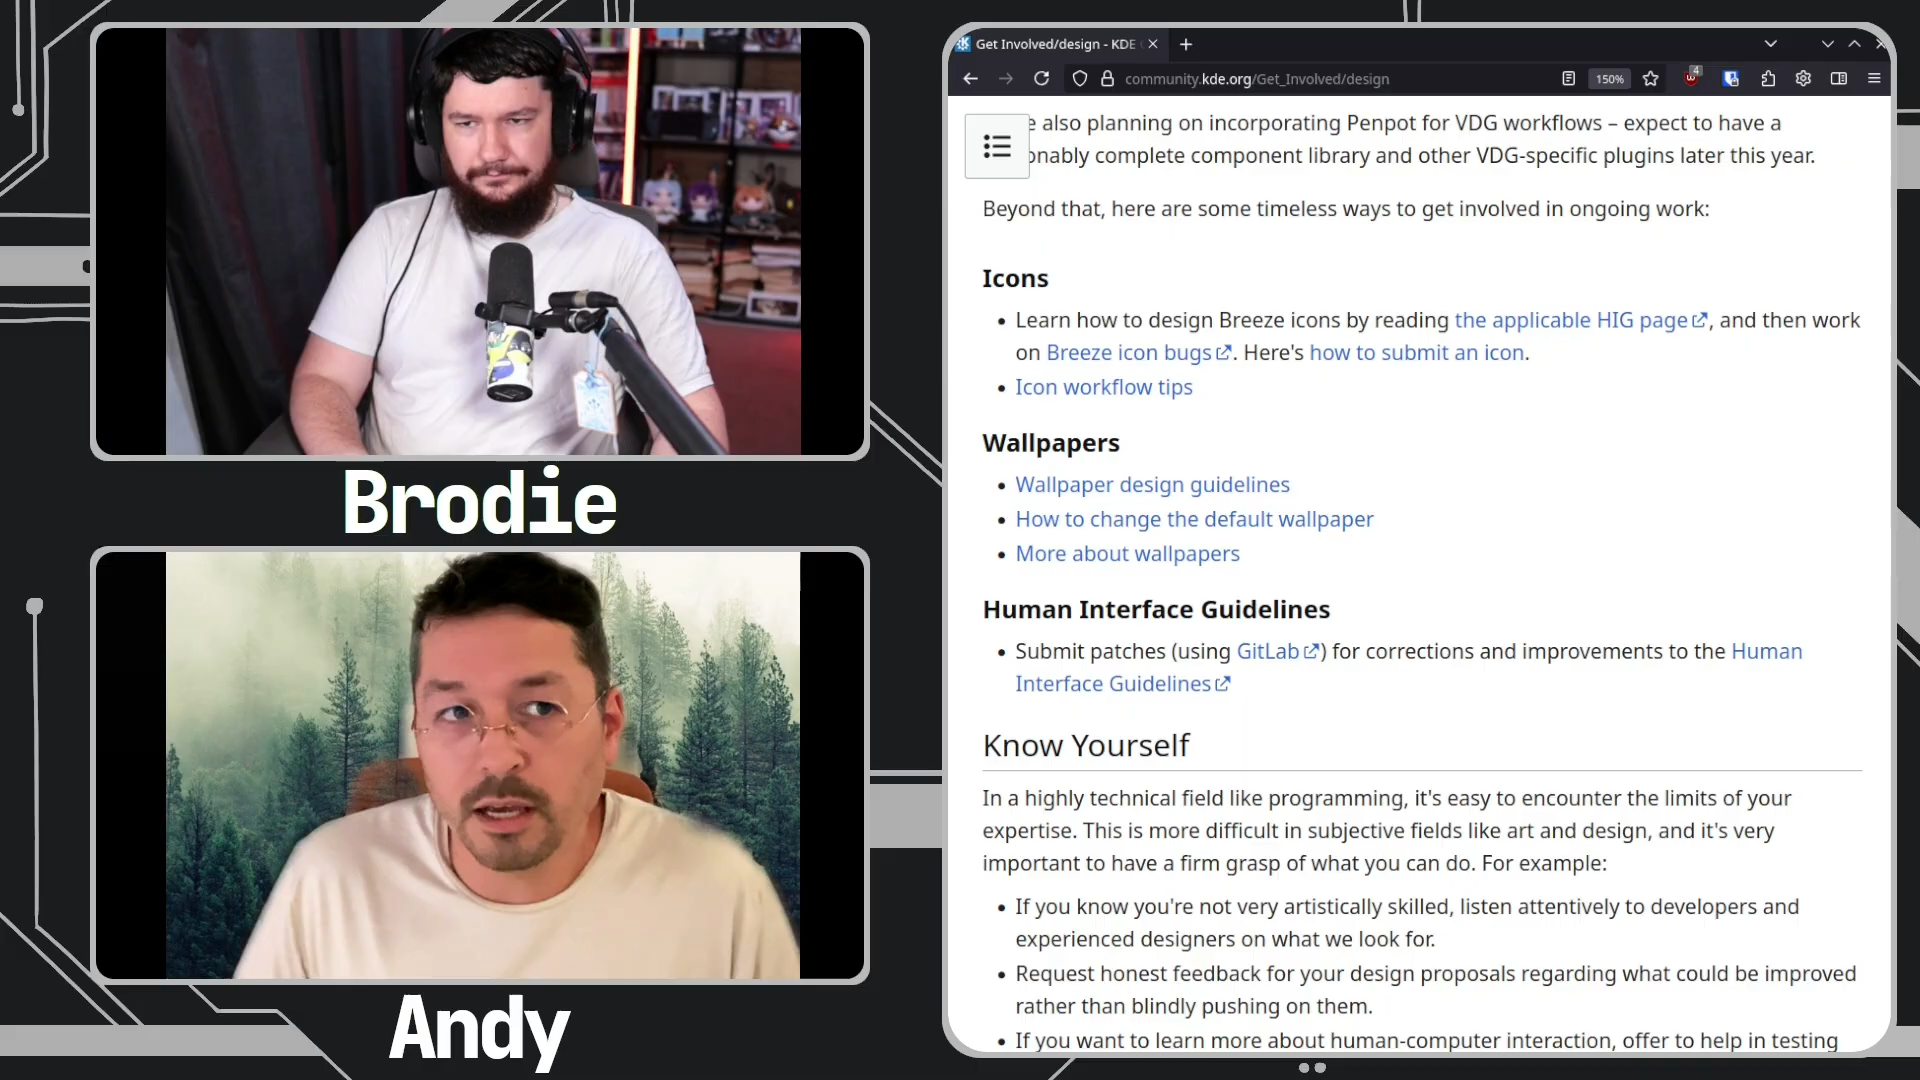 Brodie
Andy
Get Involved/design - KDE
community.kde.org/Get_Involved/design
150%
4
also planning on incorporating Penpot for VDG workflows – expect to have a
onably complete component library and other VDG-specific plugins later this year.
Beyond that, here are some timeless ways to get involved in ongoing work:
Icons
Learn how to design Breeze icons by reading the applicable HIG page, and then work
on Breeze icon bugs. Here's how to submit an icon.
Icon workflow tips
Wallpapers
Wallpaper design guidelines
How to change the default wallpaper
More about wallpapers
Human Interface Guidelines
Submit patches (using GitLab) for corrections and improvements to the Human
Interface Guidelines
Know Yourself
In a highly technical field like programming, it's easy to encounter the limits of your
expertise. This is more difficult in subjective fields like art and design, and it's very
important to have a firm grasp of what you can do. For example:
If you know you're not very artistically skilled, listen attentively to developers and
experienced designers on what we look for.
Request honest feedback for your design proposals regarding what could be improved
rather than blindly pushing on them.
If you want to learn more about human-computer interaction, offer to help in testing